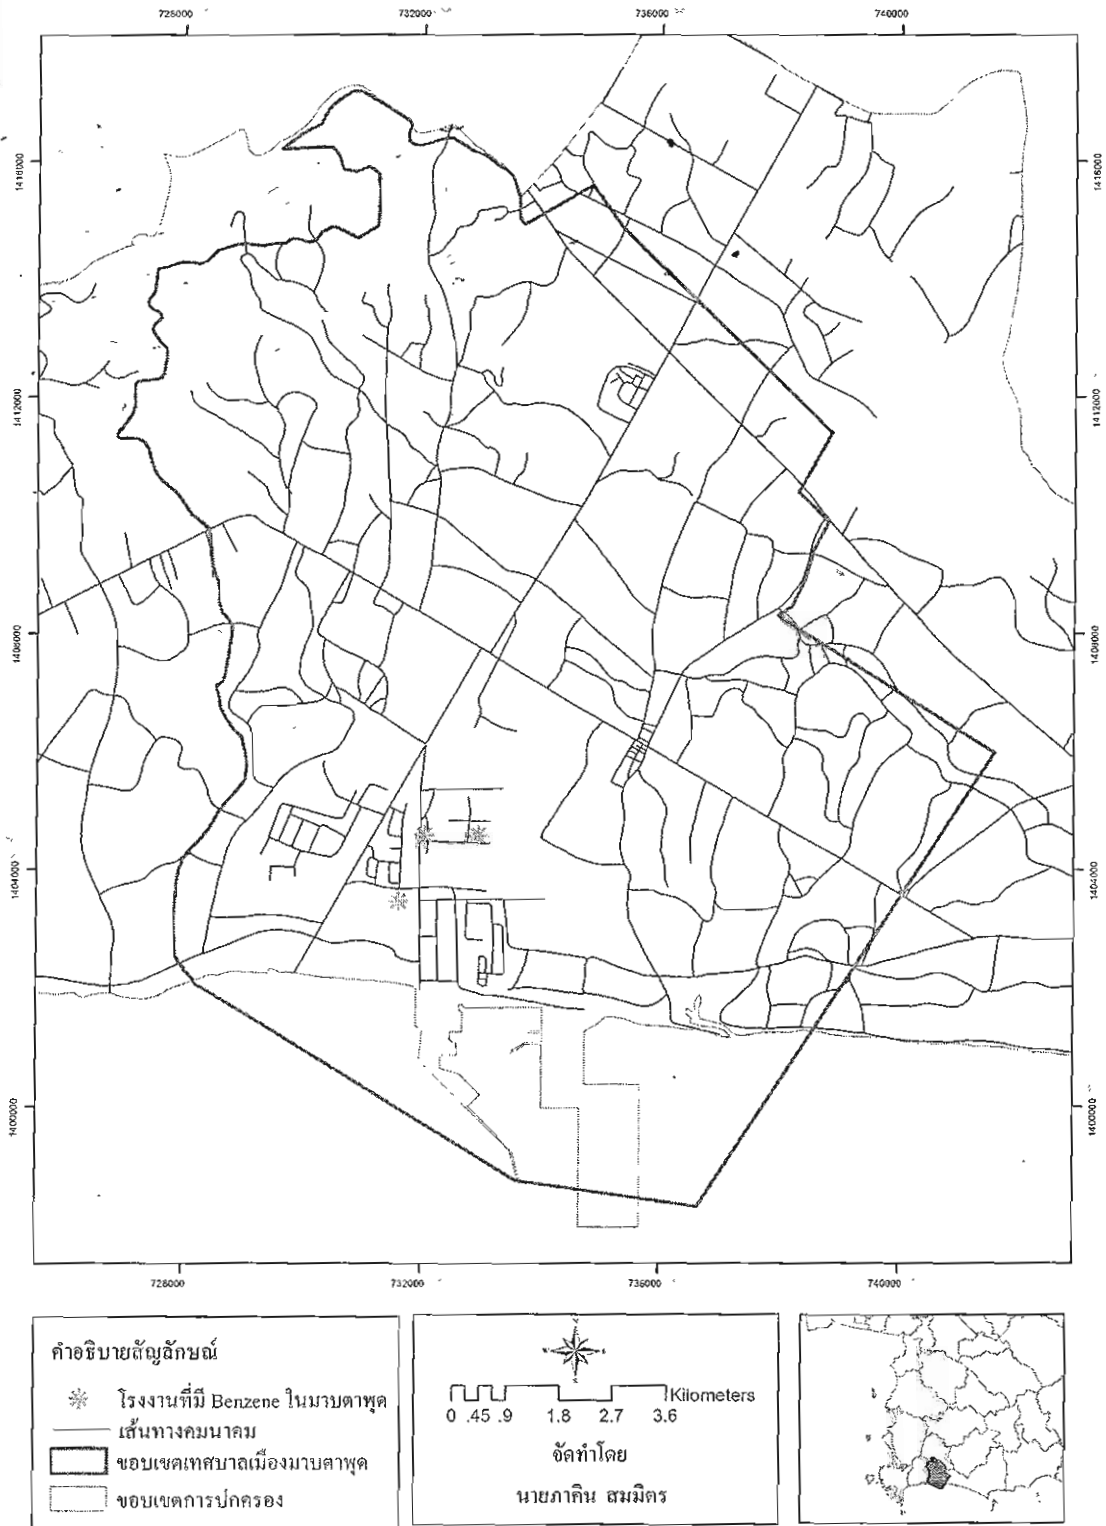 728000 732000 736000 740000
1416000 1416000
1412000 1412000
1408000 1408000
1404000 1404000
1400000 1400000
728000 732000 736000 740000
คำอธิบายสัญลักษณ์
โรงงานที่มี Benzene ในมาบตาพุด
เส้นทางคมนาคม
ขอบเขตเทศบาลเมืองมาบตาพุด
ขอบเขตการปกครอง
Kilometers
0 .45 .9 1.8 2.7 3.6
จัดทำโดย
นายภาคิน สมมิตร